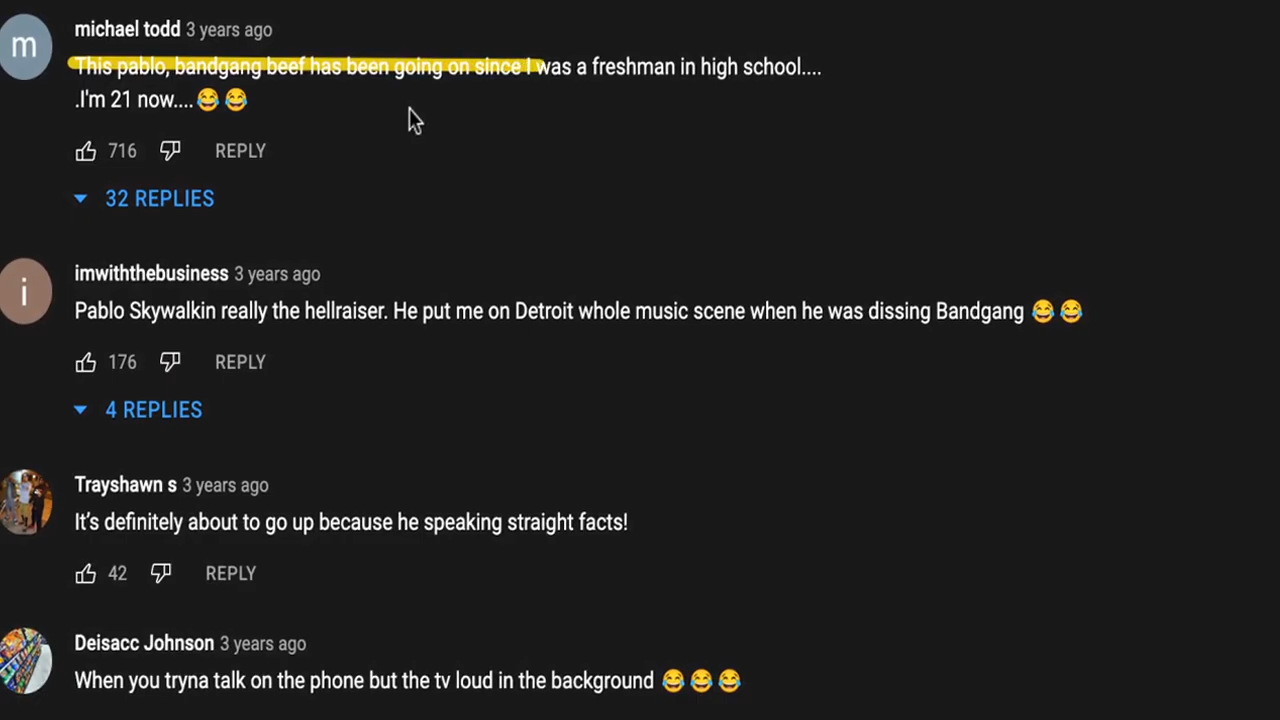 m
michael todd 3 years ago
This pablo, bandgang beef has been going on since I was a freshman in high school....
.I'm 21 now....😂 😂
716 REPLY
32 REPLIES
i
imwiththebusiness 3 years ago
Pablo Skywalkin really the hellraiser. He put me on Detroit whole music scene when he was dissing Bandgang 😂 😂
176 REPLY
4 REPLIES
Trayshawn s 3 years ago
It’s definitely about to go up because he speaking straight facts!
42 REPLY
Deisacc Johnson 3 years ago
When you tryna talk on the phone but the tv loud in the background 😂 😂 😂